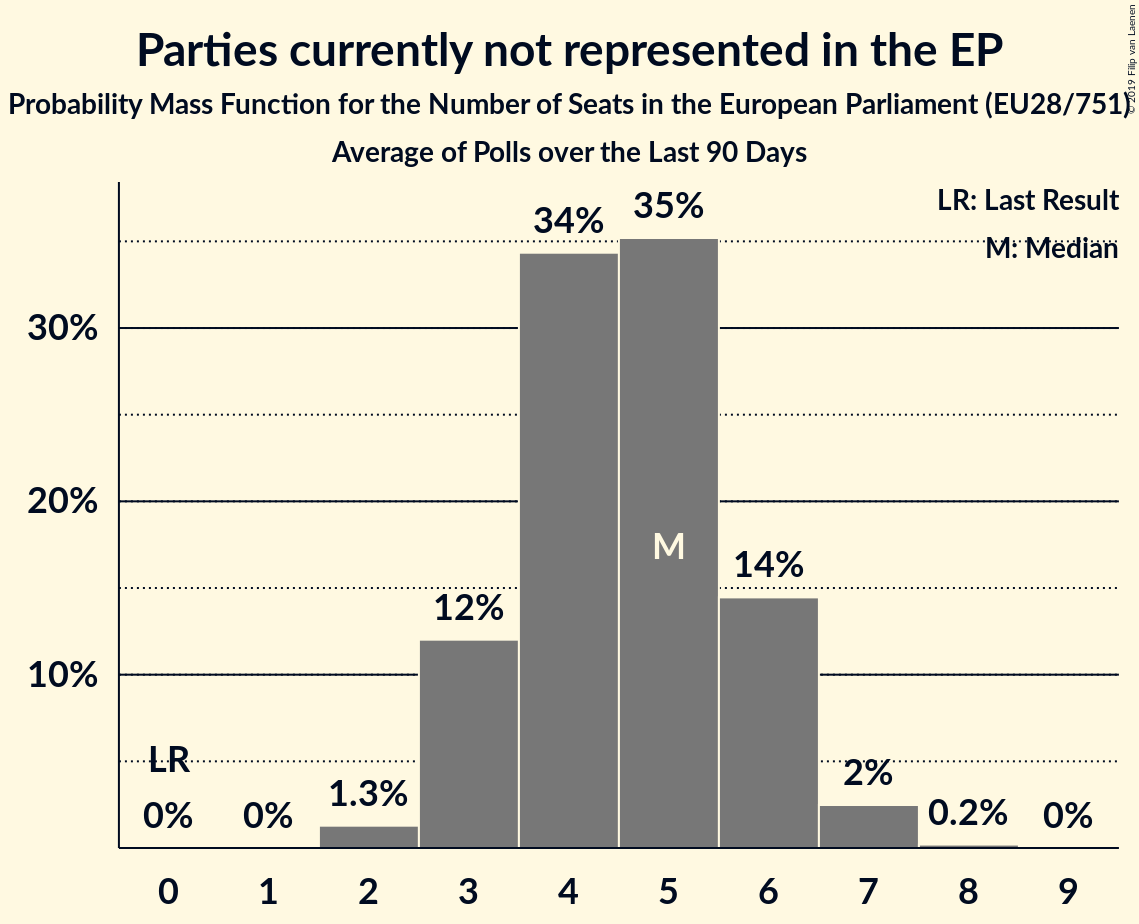 Parties currently not represented in the EP
Probability Mass Function for the Number of Seats in the European Parliament (EU28/751)
Average of Polls over the Last 90 Days
© 2019 Filip van Laenen
LR: Last Result
M: Median
30%
20%
10%
LR
0%
0%
1.3%
12%
34%
35%
M
14%
2%
0.2%
0%
0 1 2 3 4 5 6 7 8 9